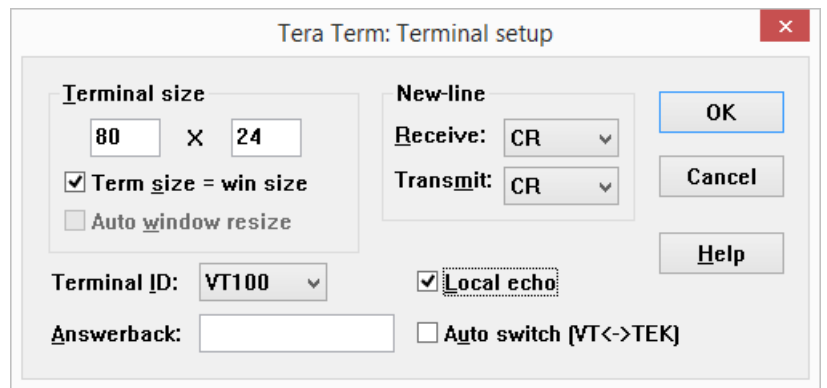 Tera Term: Terminal setup
Terminal size
80 X 24
Term size = win size
Auto window resize
New-line
Receive: CR
Transmit: CR
OK
Cancel
Help
Terminal ID: VT100
Local echo
Answerback:
Auto switch (VT<->TEK)